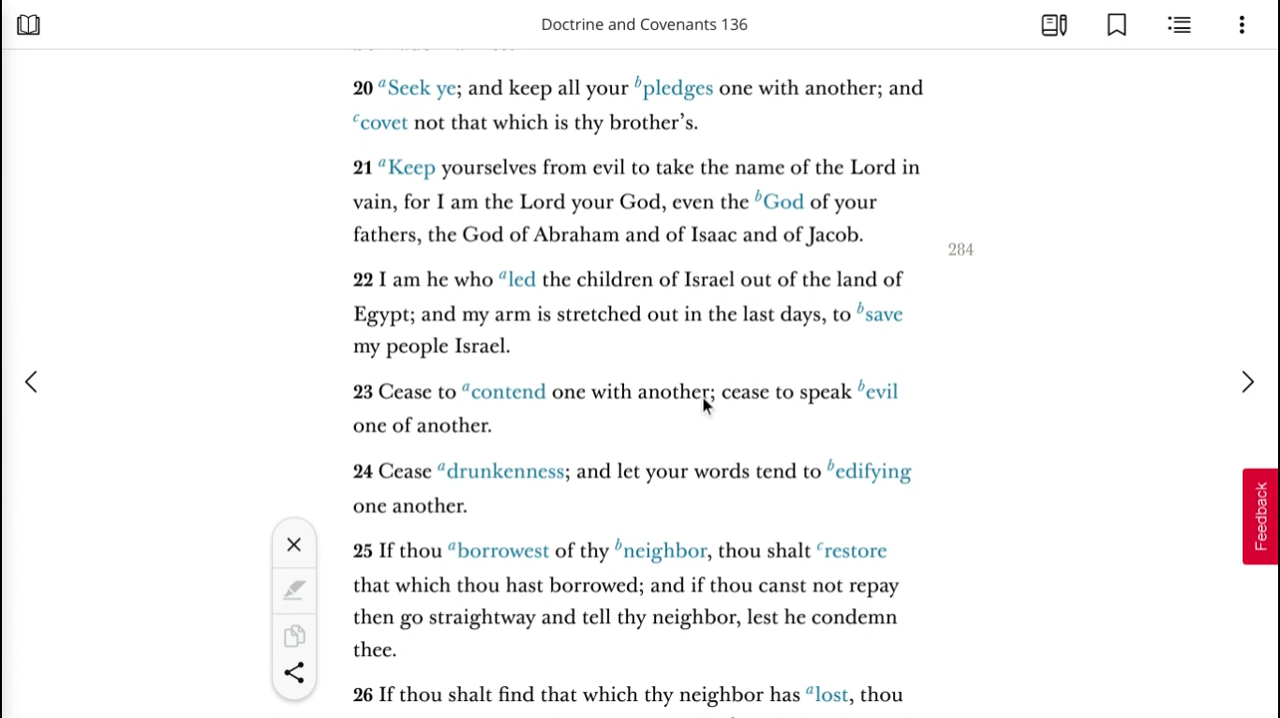 Doctrine and Covenants 136
20 a Seek ye; and keep all your b pledges one with another; and
c covet not that which is thy brother's.
21 a Keep yourselves from evil to take the name of the Lord in
vain, for I am the Lord your God, even the b God of your
fathers, the God of Abraham and of Isaac and of Jacob.
284
22 I am he who a led the children of Israel out of the land of
Egypt; and my arm is stretched out in the last days, to b save
my people Israel.
23 Cease to a contend one with another; cease to speak b evil
one of another.
24 Cease a drunkenness; and let your words tend to b edifying
one another.
25 If thou a borrowest of thy b neighbor, thou shalt c restore
that which thou hast borrowed; and if thou canst not repay
then go straightway and tell thy neighbor, lest he condemn
thee.
26 If thou shalt find that which thy neighbor has a lost, thou
Feedback